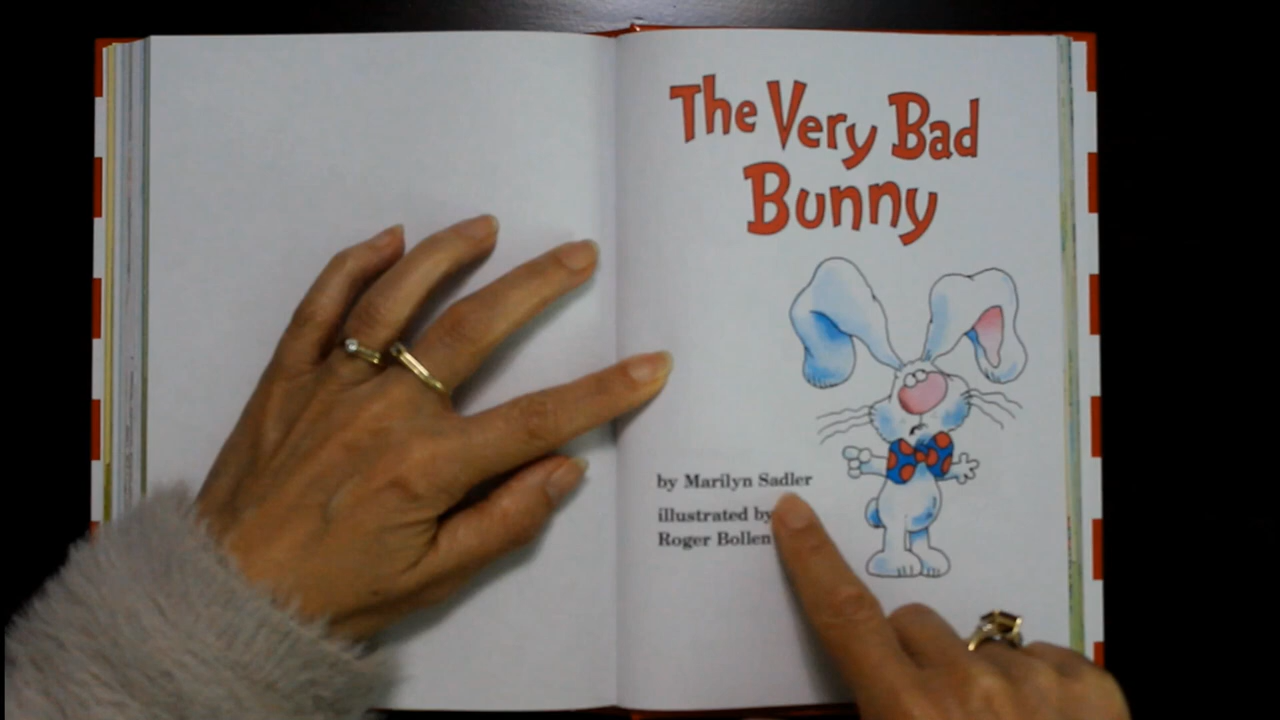 The Very Bad
Bunny
by Marilyn Sadler
illustrated by
Roger Bollen